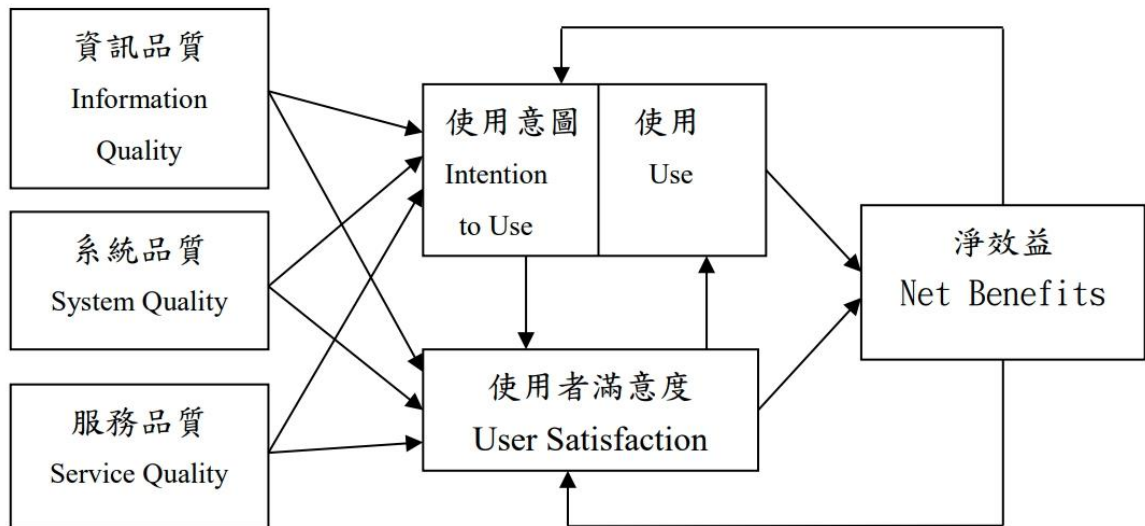 資訊品質
Information
Quality
系統品質
System Quality
服務品質
Service Quality
使用意圖
Intention
to Use
使用
Use
使用者滿意度
User Satisfaction
淨效益
Net Benefits